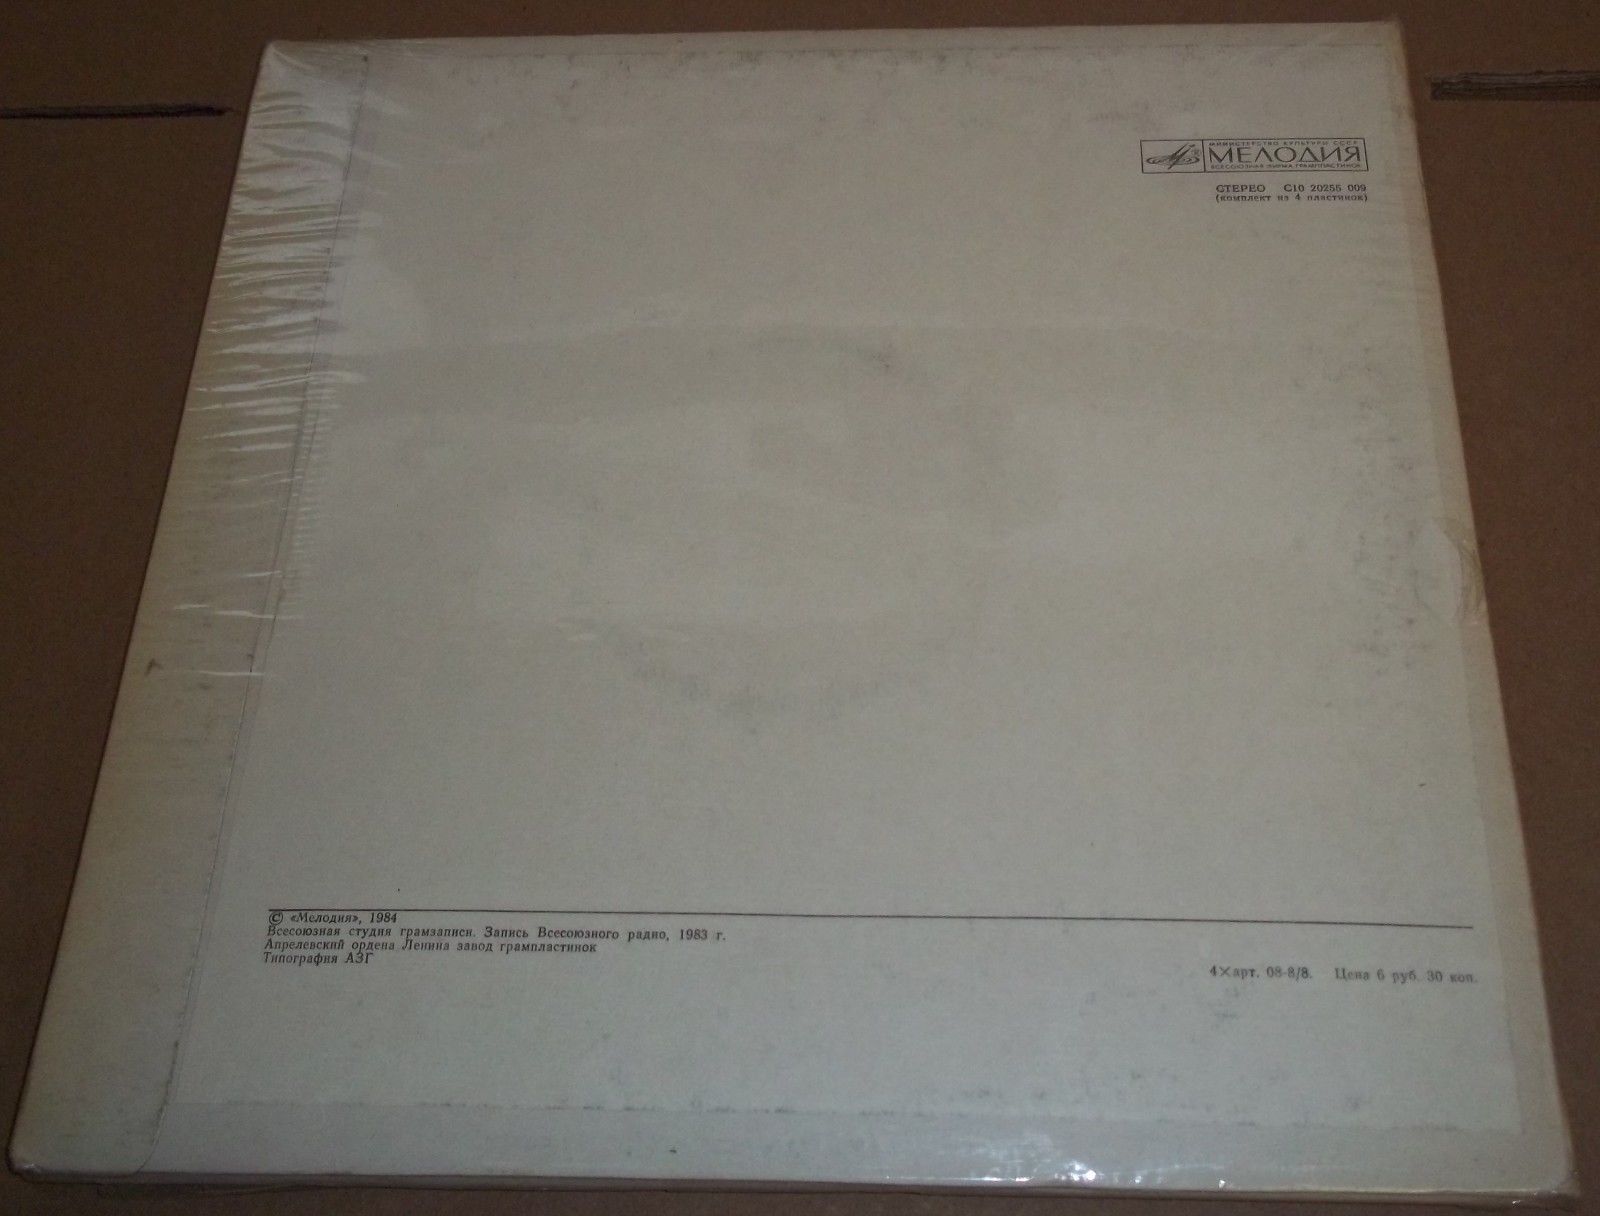 МИНИСТЕРСТВО КУЛЬТУРЫ СССР
МЕЛОДИЯ
ВСЕСОЮЗНАЯ ФИРМА ГРАМПЛАСТИНОК
СТЕРЕО С10 20255 009
(комплект из 4 пластинок)
© «Мелодия», 1984
Всесоюзная студия грамзаписи. Запись Всесоюзного радио, 1983 г.
Апрелевский ордена Ленина завод грампластинок
Типография АЗГ
4×арт. 08-8/8. Цена 6 руб. 30 коп.